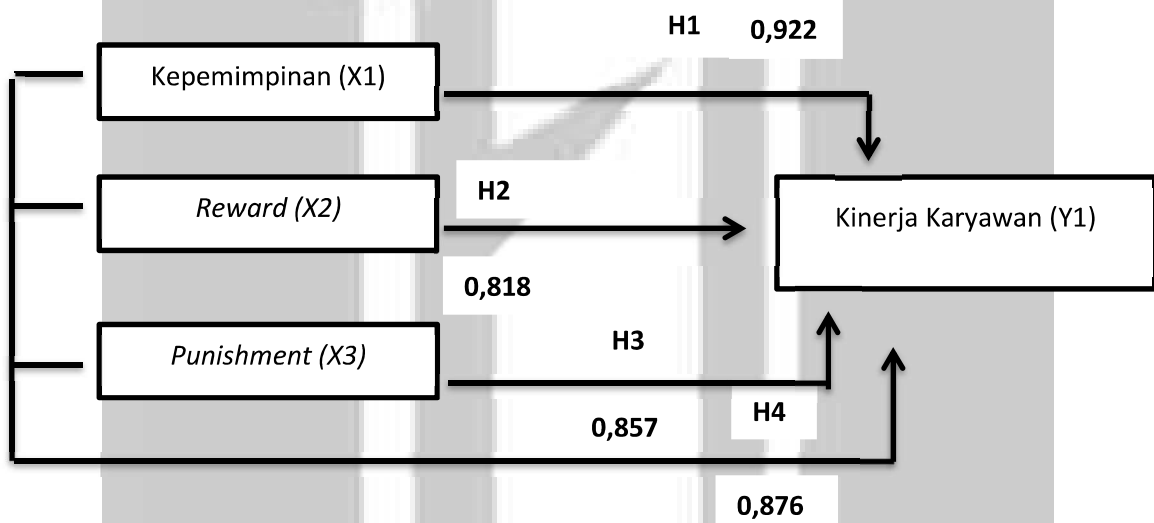 H1
0,922
Kepemimpinan (X1)
Reward (X2)
H2
Kinerja Karyawan (Y1)
0,818
H3
Punishment (X3)
H4
0,857
0,876